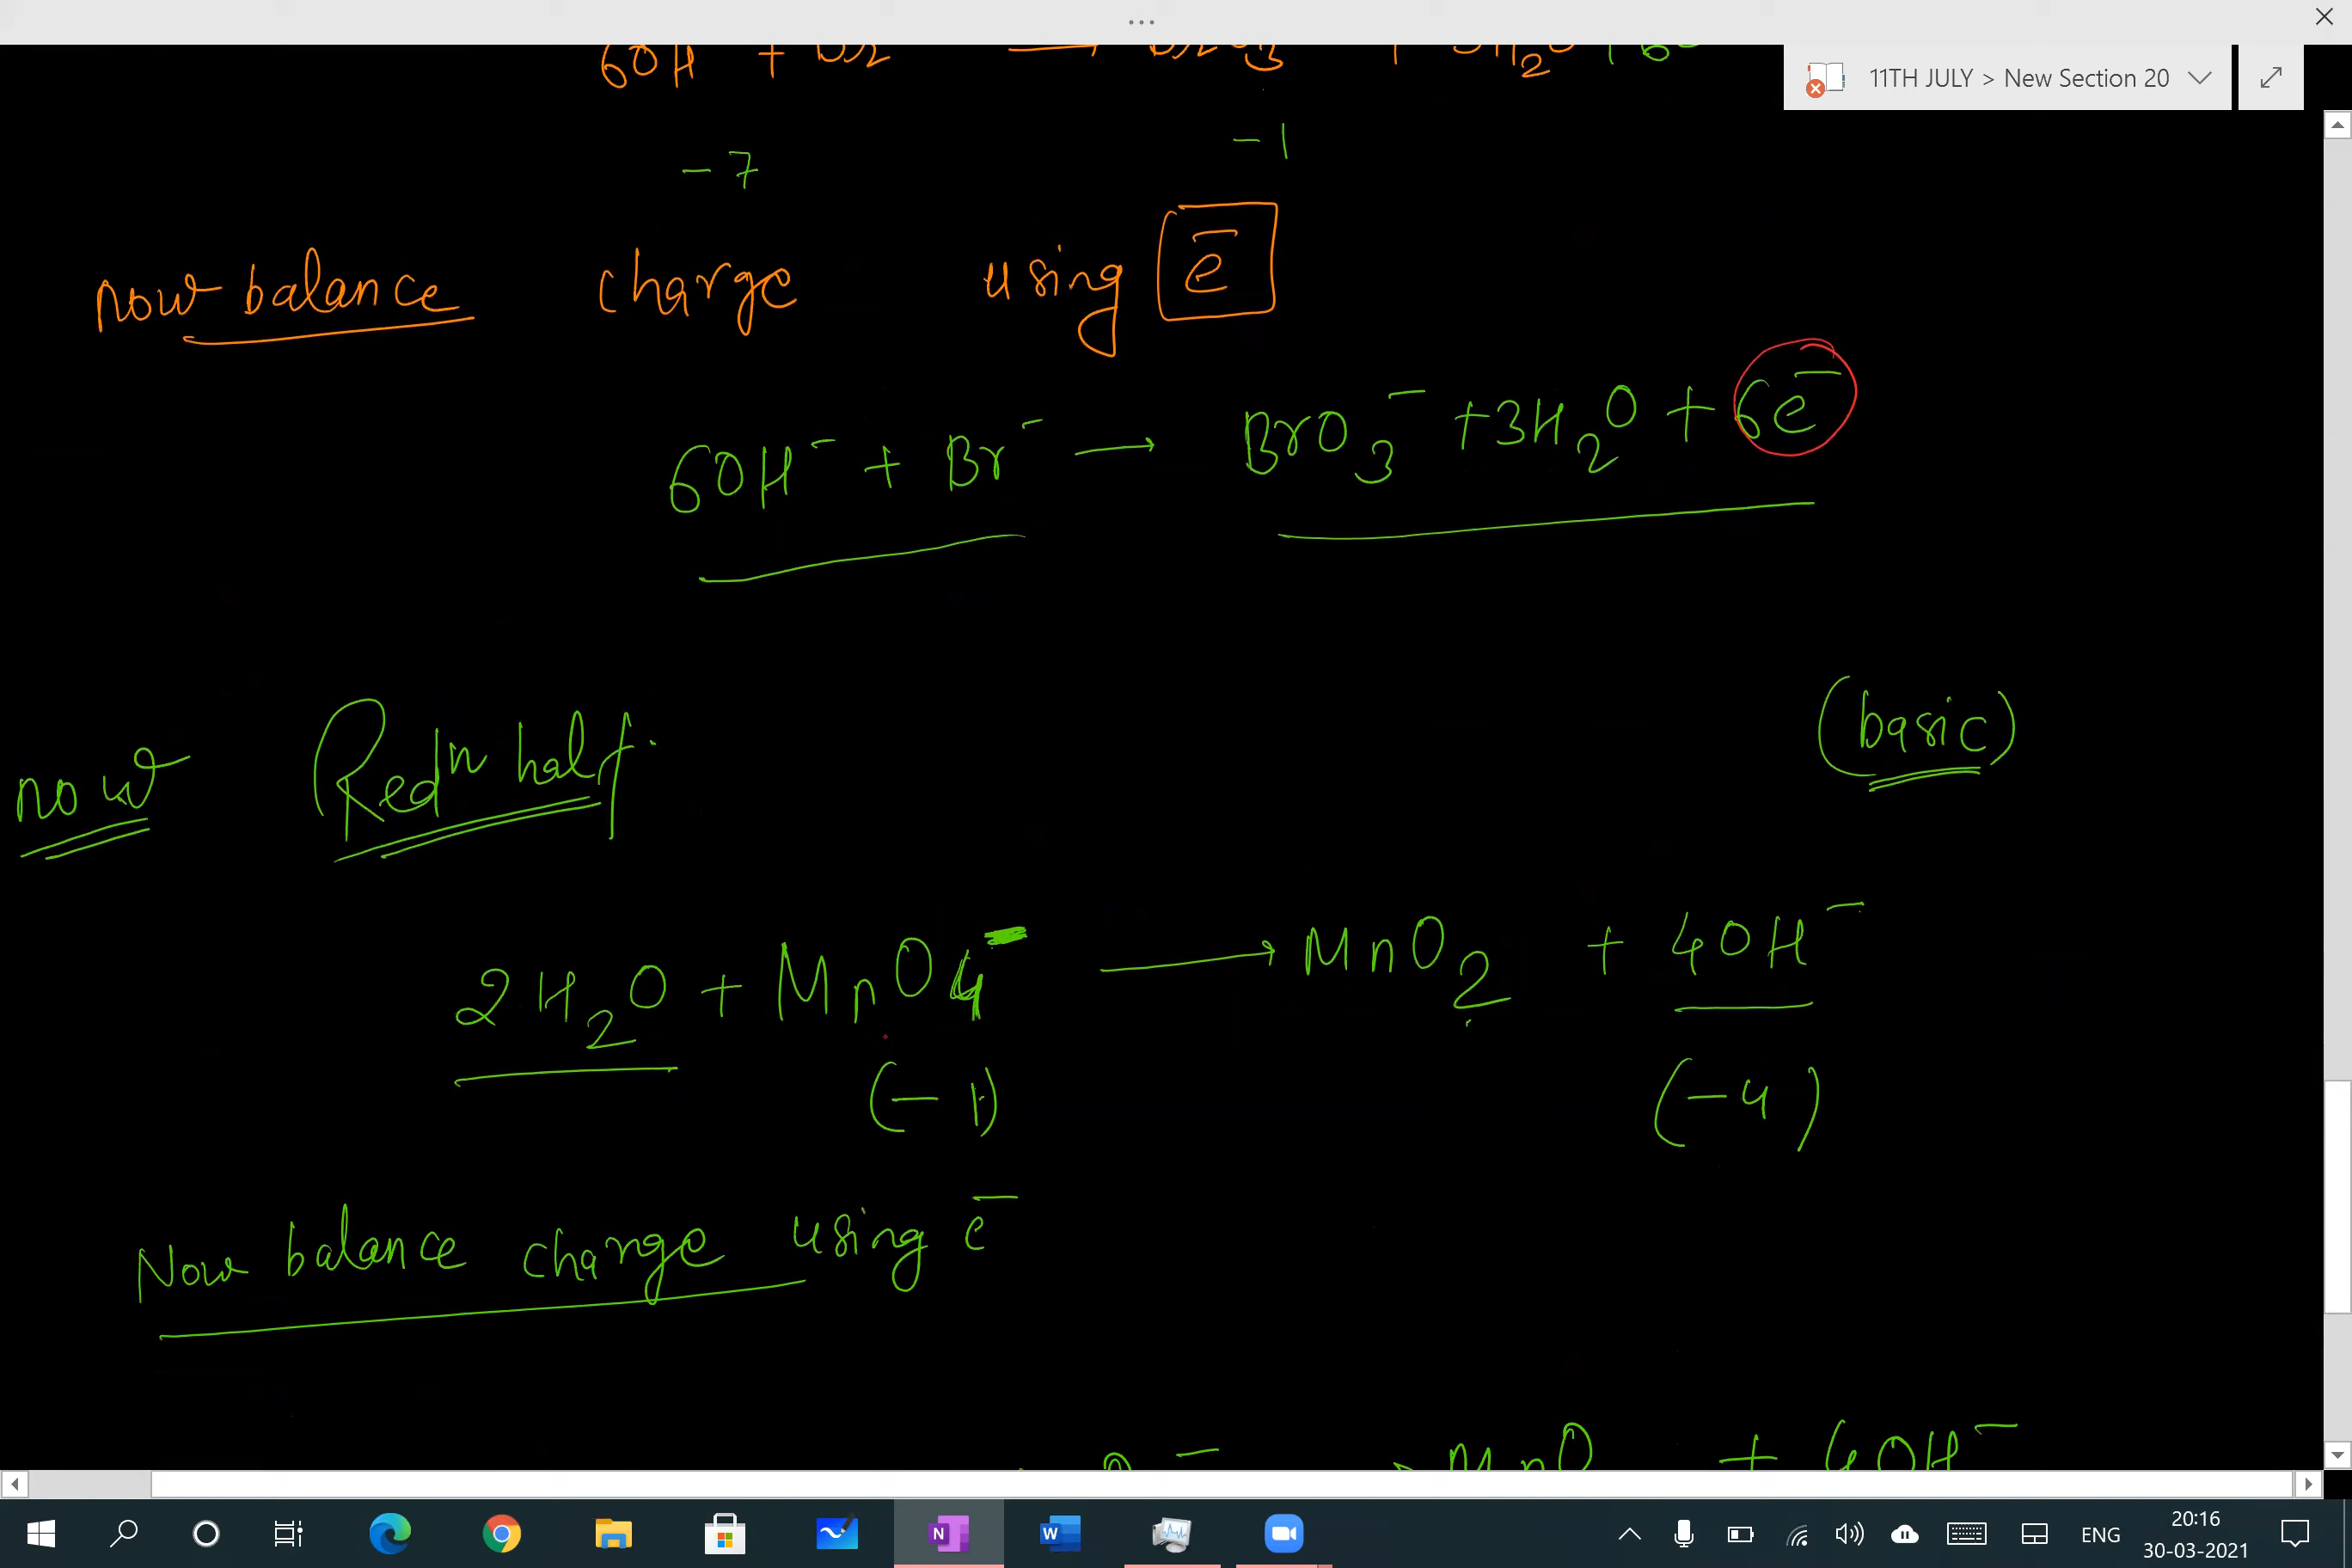 ...
11TH JULY > New Section 20
-7 -1
now balance charge using e⁻
6OH⁻ + Br⁻ → BrO₃⁻ + 3H₂O + 6e⁻
(basic)
now Redⁿ half.
2H₂O + MnO₄⁻ → MnO₂ + 4OH⁻
(-1) (-4)
Now balance charge using e⁻
+ 4OH⁻
ENG
20:16
30-03-2021